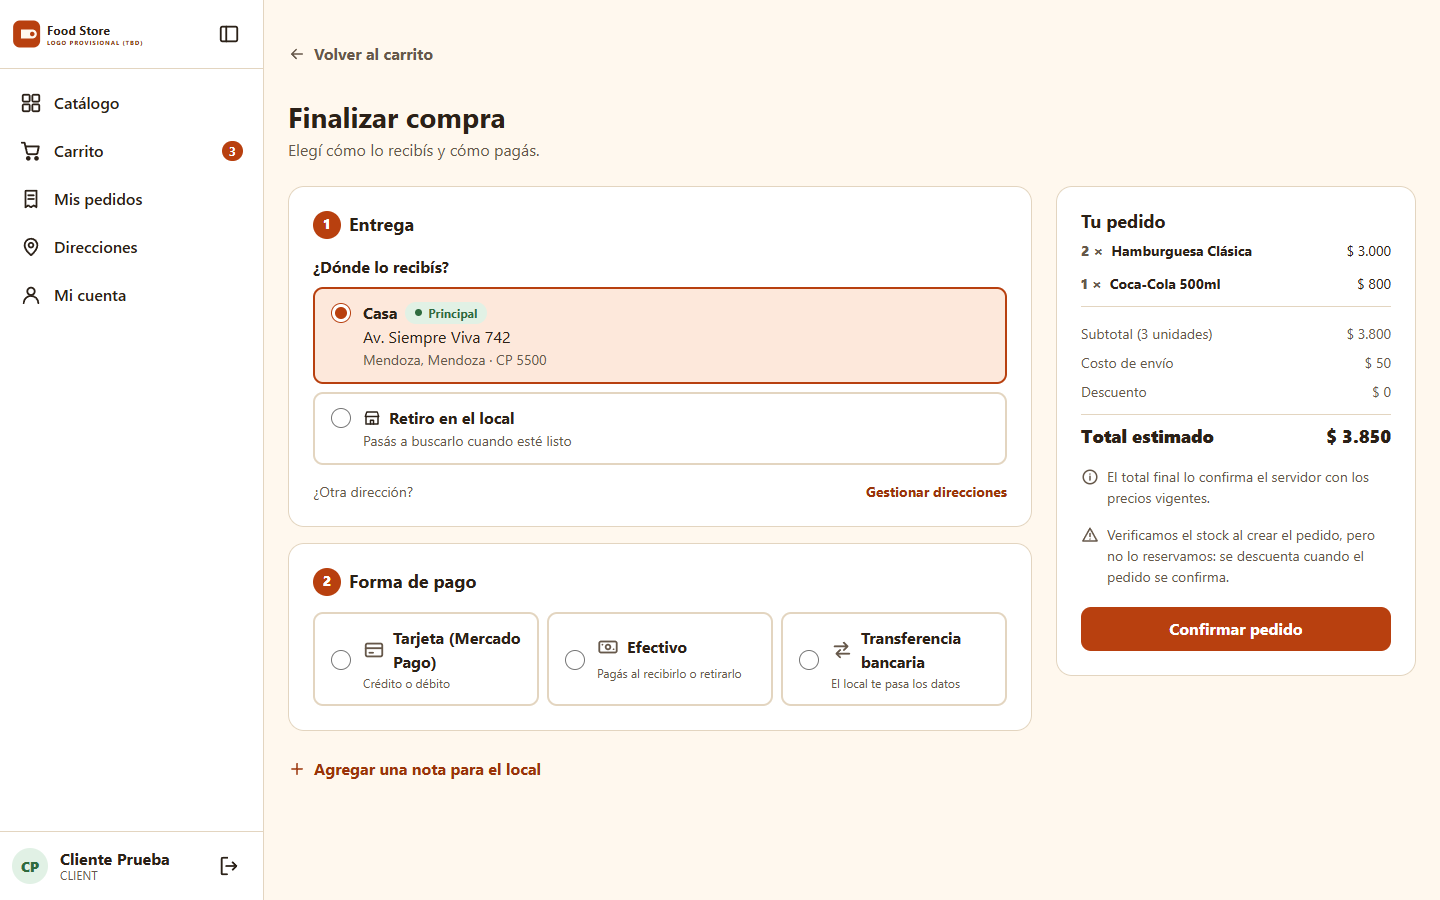 Food Store
LOGO PROVISIONAL (TBD)
Catálogo
Carrito
3
Mis pedidos
Direcciones
Mi cuenta
CP
Cliente Prueba
CLIENT
Volver al carrito
Finalizar compra
Elegí cómo lo recibís y cómo pagás.
1 Entrega
¿Dónde lo recibís?
Casa
Principal
Av. Siempre Viva 742
Mendoza, Mendoza · CP 5500
Retiro en el local
Pasás a buscarlo cuando esté listo
¿Otra dirección?
Gestionar direcciones
2 Forma de pago
Tarjeta (Mercado
Pago)
Crédito o débito
Efectivo
Pagás al recibirlo o retirarlo
Transferencia
bancaria
El local te pasa los datos
Agregar una nota para el local
Tu pedido
2 × Hamburguesa Clásica $ 3.000
1 × Coca-Cola 500ml $ 800
Subtotal (3 unidades) $ 3.800
Costo de envío $ 50
Descuento $ 0
Total estimado $ 3.850
El total final lo confirma el servidor con los
precios vigentes.
Verificamos el stock al crear el pedido, pero
no lo reservamos: se descuenta cuando el
pedido se confirma.
Confirmar pedido